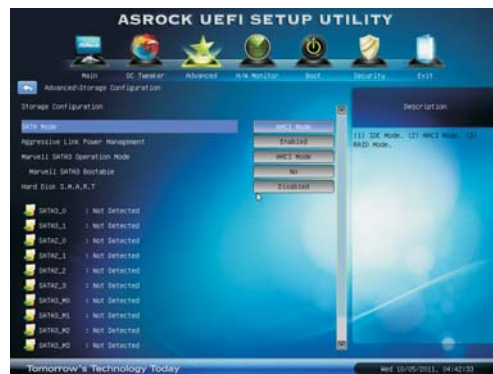 ASROCK UEFI SETUP UTILITY
Main OC Tweaker Advanced H/W Monitor Boot Security Exit
Advanced\Storage Configuration
Storage Configuration
Description
SATA Mode AHCI Mode
(1) IDE Mode. (2) AHCI Mode. (3)
RAID Mode.
Aggressive Link Power Management Enabled
Marvell SATA3 Operation Mode AHCI Mode
Marvell SATA3 Bootable No
Hard Disk S.M.A.R.T Disabled
SATA3_0 : Not Detected
SATA3_1 : Not Detected
SATA2_0 : Not Detected
SATA2_1 : Not Detected
SATA2_2 : Not Detected
SATA2_3 : Not Detected
SATA3_M0 : Not Detected
SATA3_M1 : Not Detected
SATA3_M2 : Not Detected
SATA3_M3 : Not Detected
Tomorrow's Technology Today
Wed 10/05/2011, 04:42:33